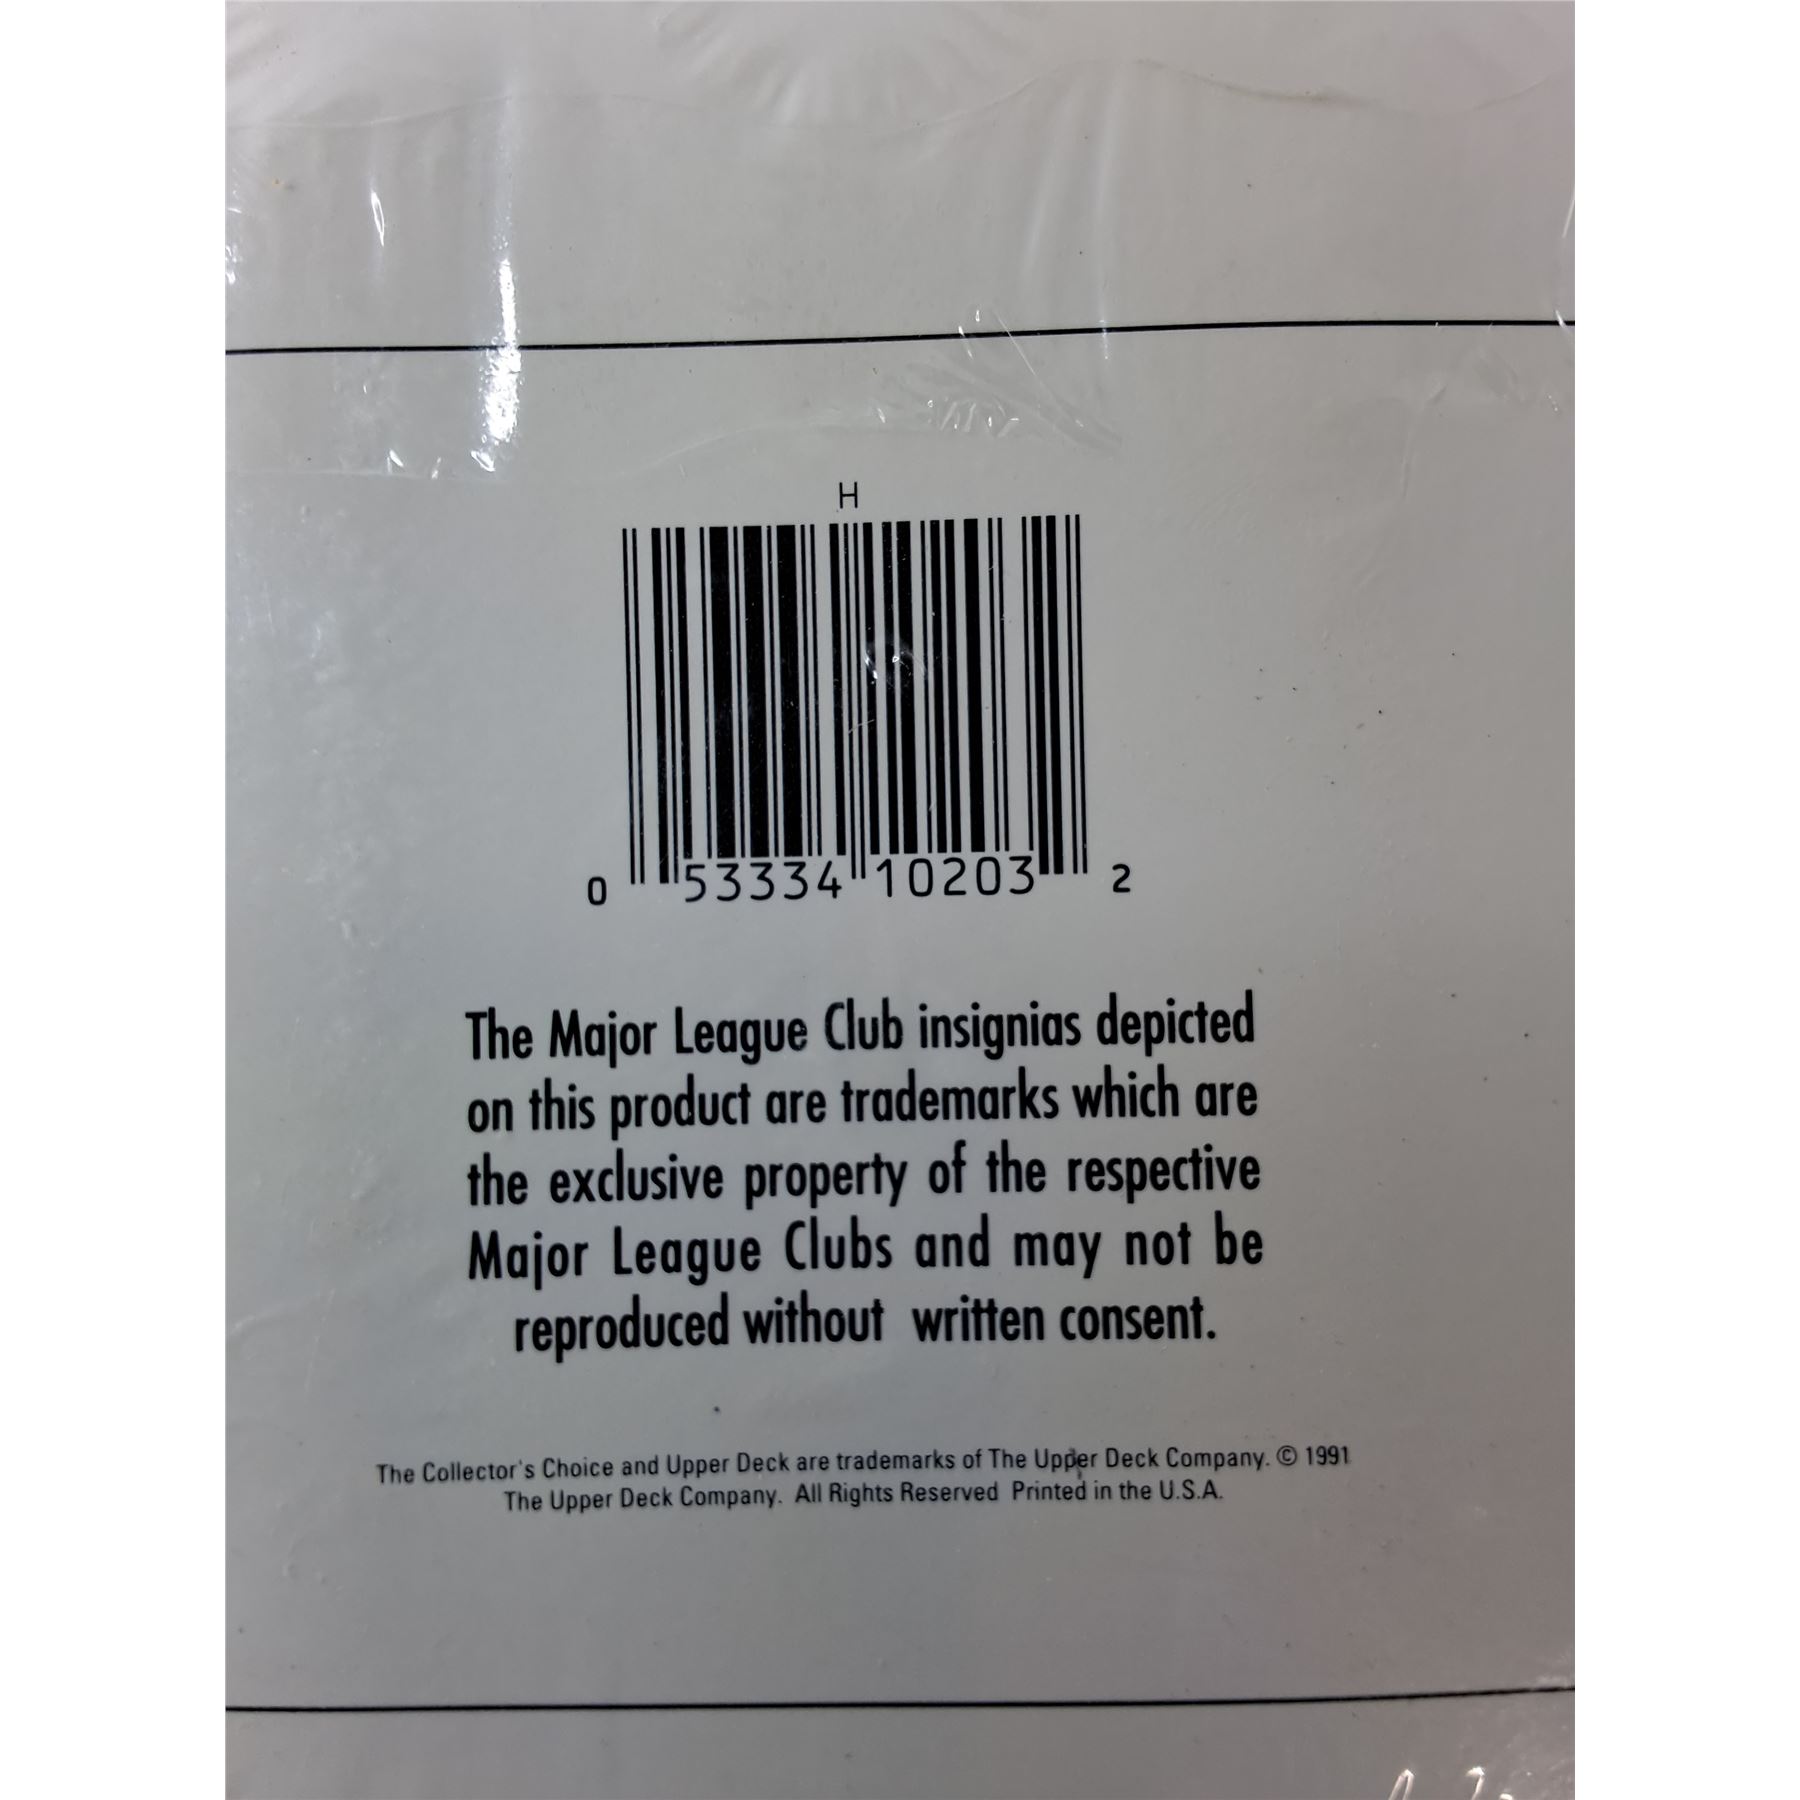 H
0 53334 10203 2
The Major League Club insignias depicted
on this product are trademarks which are
the exclusive property of the respective
Major League Clubs and may not be
reproduced without written consent.
The Collector's Choice and Upper Deck are trademarks of The Upper Deck Company. © 1991
The Upper Deck Company. All Rights Reserved Printed in the U.S.A.